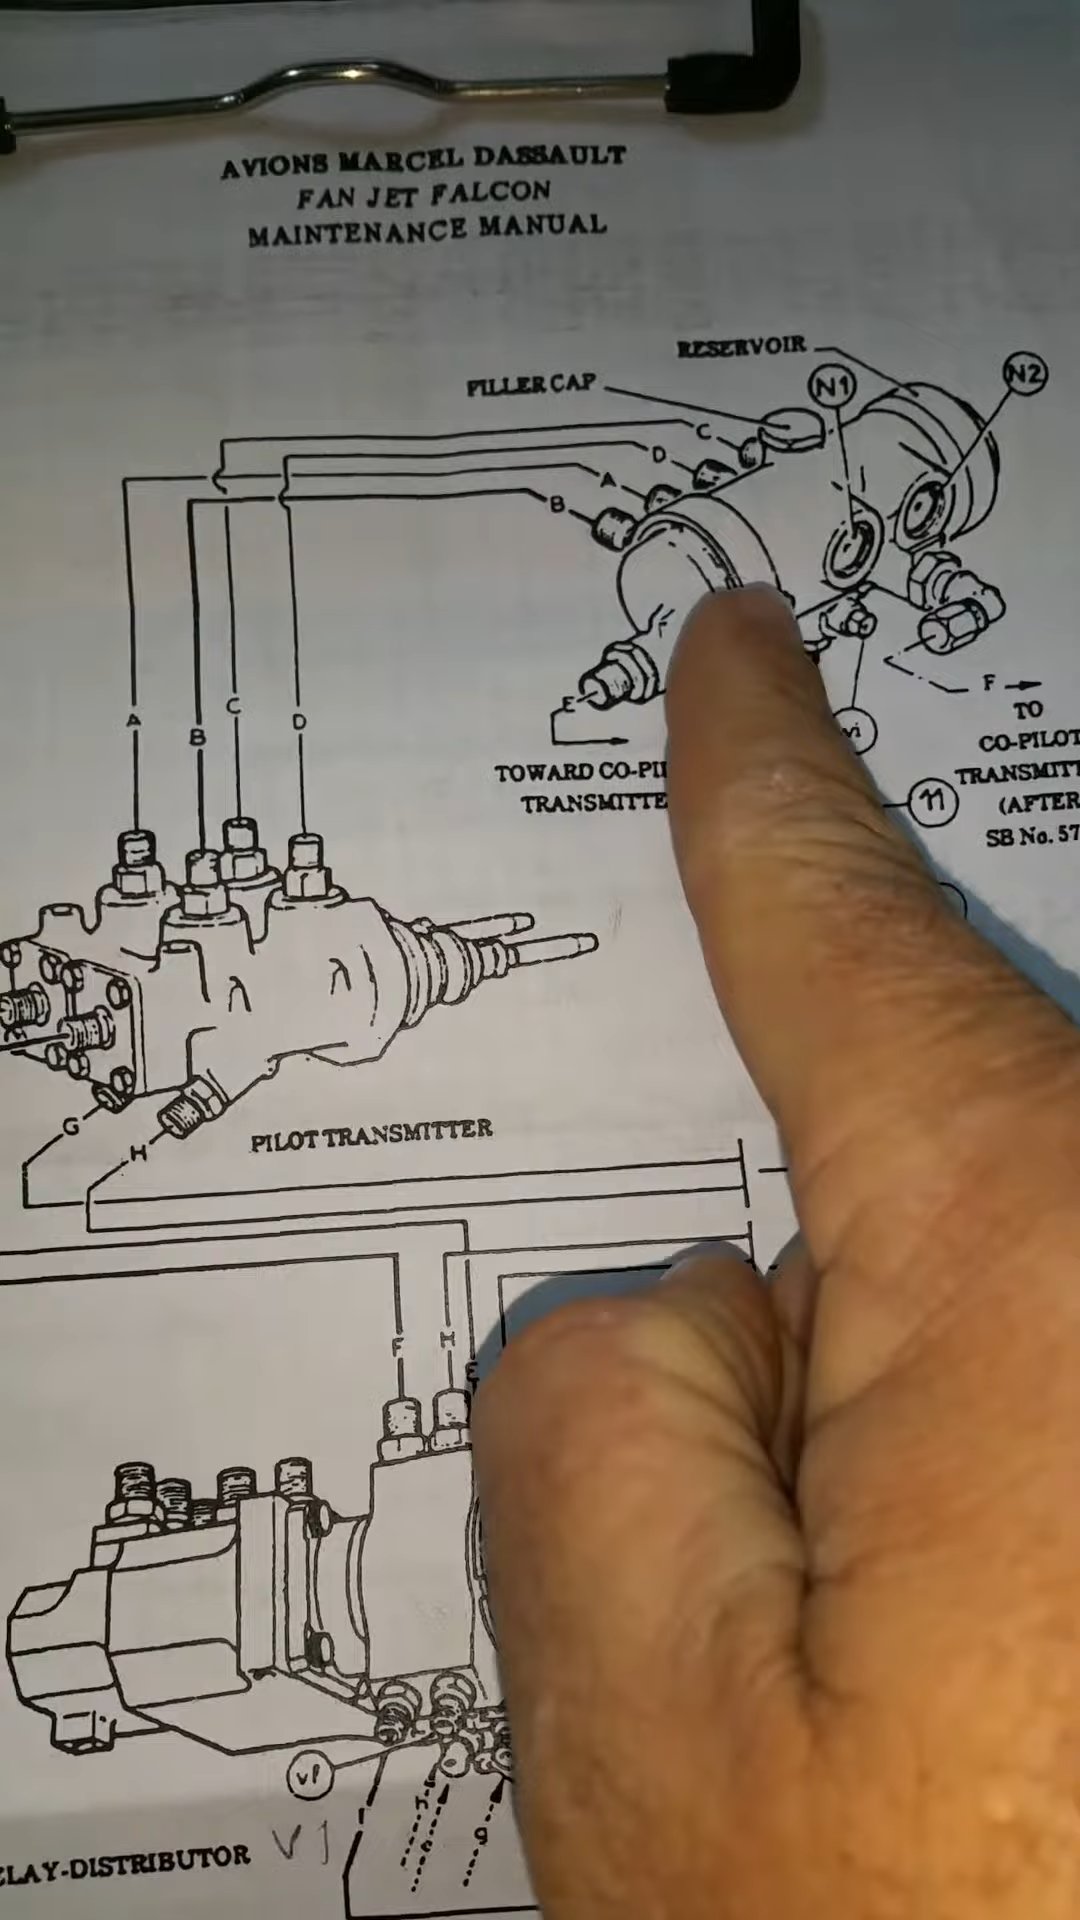 AVIONS MARCEL DASSAULT
FAN JET FALCON
MAINTENANCE MANUAL
RESERVOIR
FILLER CAP
N1
N2
C
D
A
B
A
B
C
D
E
F
TO
CO-PILOT
TRANSMITT
(AFTER
SB No. 57
TOWARD CO-PI
TRANSMITTE
11
G
H
PILOT TRANSMITTER
F
H
E
g
ELAY-DISTRIBUTOR V1